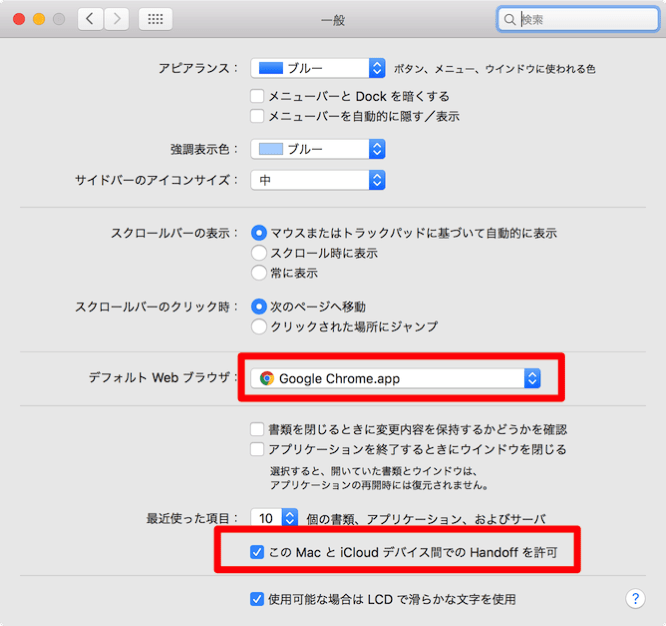 一般
検索
アピアランス：
ブルー
ボタン、メニュー、ウインドウに使われる色
メニューバーと Dock を暗くする
メニューバーを自動的に隠す／表示
強調表示色：
ブルー
サイドバーのアイコンサイズ：
中
スクロールバーの表示：
マウスまたはトラックパッドに基づいて自動的に表示
スクロール時に表示
常に表示
スクロールバーのクリック時：
次のページへ移動
クリックされた場所にジャンプ
デフォルト Web ブラウザ：
Google Chrome.app
書類を閉じるときに変更内容を保持するかどうかを確認
アプリケーションを終了するときにウインドウを閉じる
選択すると、開いていた書類とウインドウは、
アプリケーションの再開時には復元されません。
最近使った項目：
10
個の書類、アプリケーション、およびサーバ
この Mac と iCloud デバイス間での Handoff を許可
使用可能な場合は LCD で滑らかな文字を使用
?